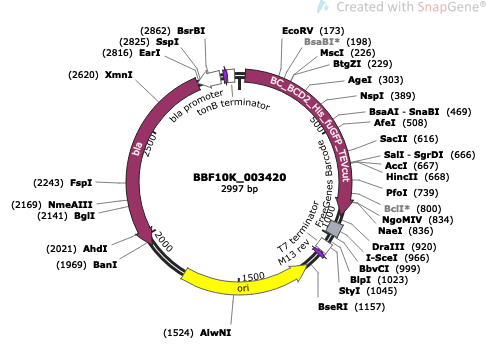 Created with SnapGene®
(2862) BsrBI
(2825) SspI
(2816) EarI
(2620) XmnI
(2243) FspI
(2169) NmeAIII
(2141) BglI
(2021) AhdI
(1969) BanI
(1524) AlwNI
EcoRV (173)
BsaBI* (198)
MscI (226)
BtgZI (229)
AgeI (303)
NspI (389)
BsaAI - SnaBI (469)
AfeI (508)
SacII (616)
SalI - SgrDI (666)
AccI (667)
HincII (668)
PfoI (739)
BclI* (800)
NgoMIV (834)
NaeI (836)
DraIII (920)
I-SceI (966)
BbvCI (999)
BlpI (1023)
StyI (1045)
BseRI (1157)
bla promoter
tonB terminator
BC_BCD2_His_fuGFP_TEVcut
FreeGenes Barcode
T7 terminator
M13 rev
bla
ori
500
1000
1500
2000
2500
BBF10K_003420
2997 bp